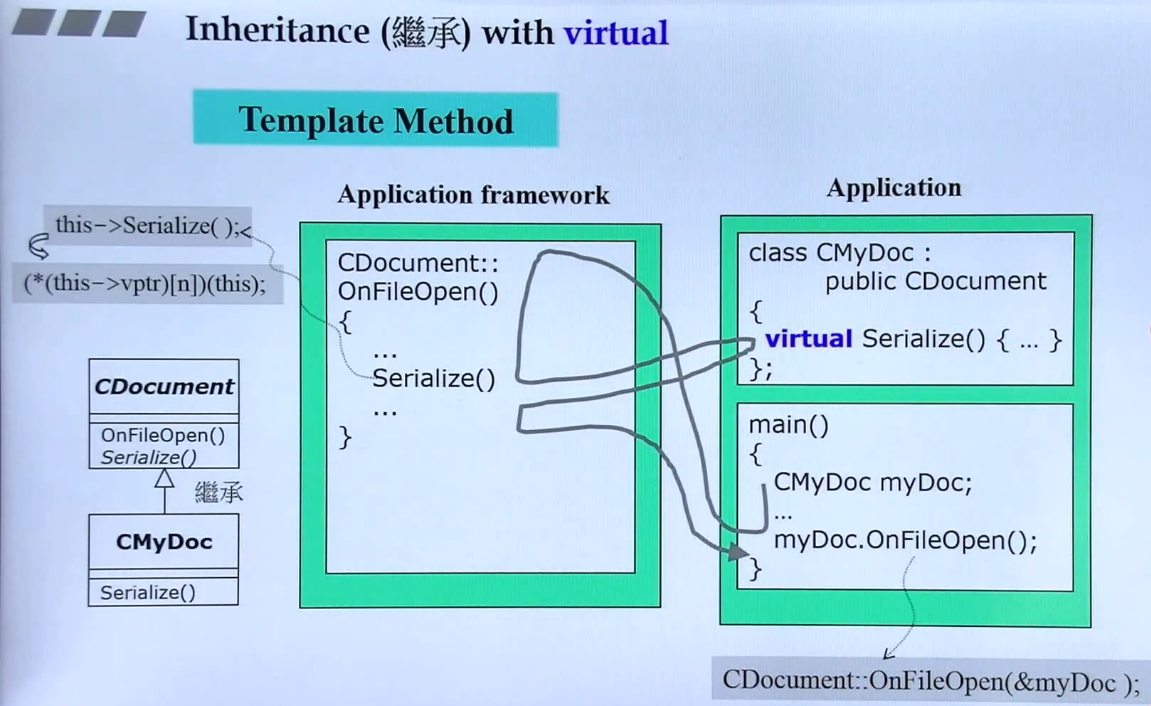 Inheritance (繼承) with virtual
Template Method
Application framework
Application
this->Serialize( );
(*(this->vptr)[n])(this);
CDocument::
OnFileOpen()
{
...
Serialize()
...
}
class CMyDoc :
public CDocument
{
virtual Serialize() { ... }
};
main()
{
CMyDoc myDoc;
...
myDoc.OnFileOpen();
}
CDocument
OnFileOpen()
Serialize()
繼承
CMyDoc
Serialize()
CDocument::OnFileOpen(&myDoc );